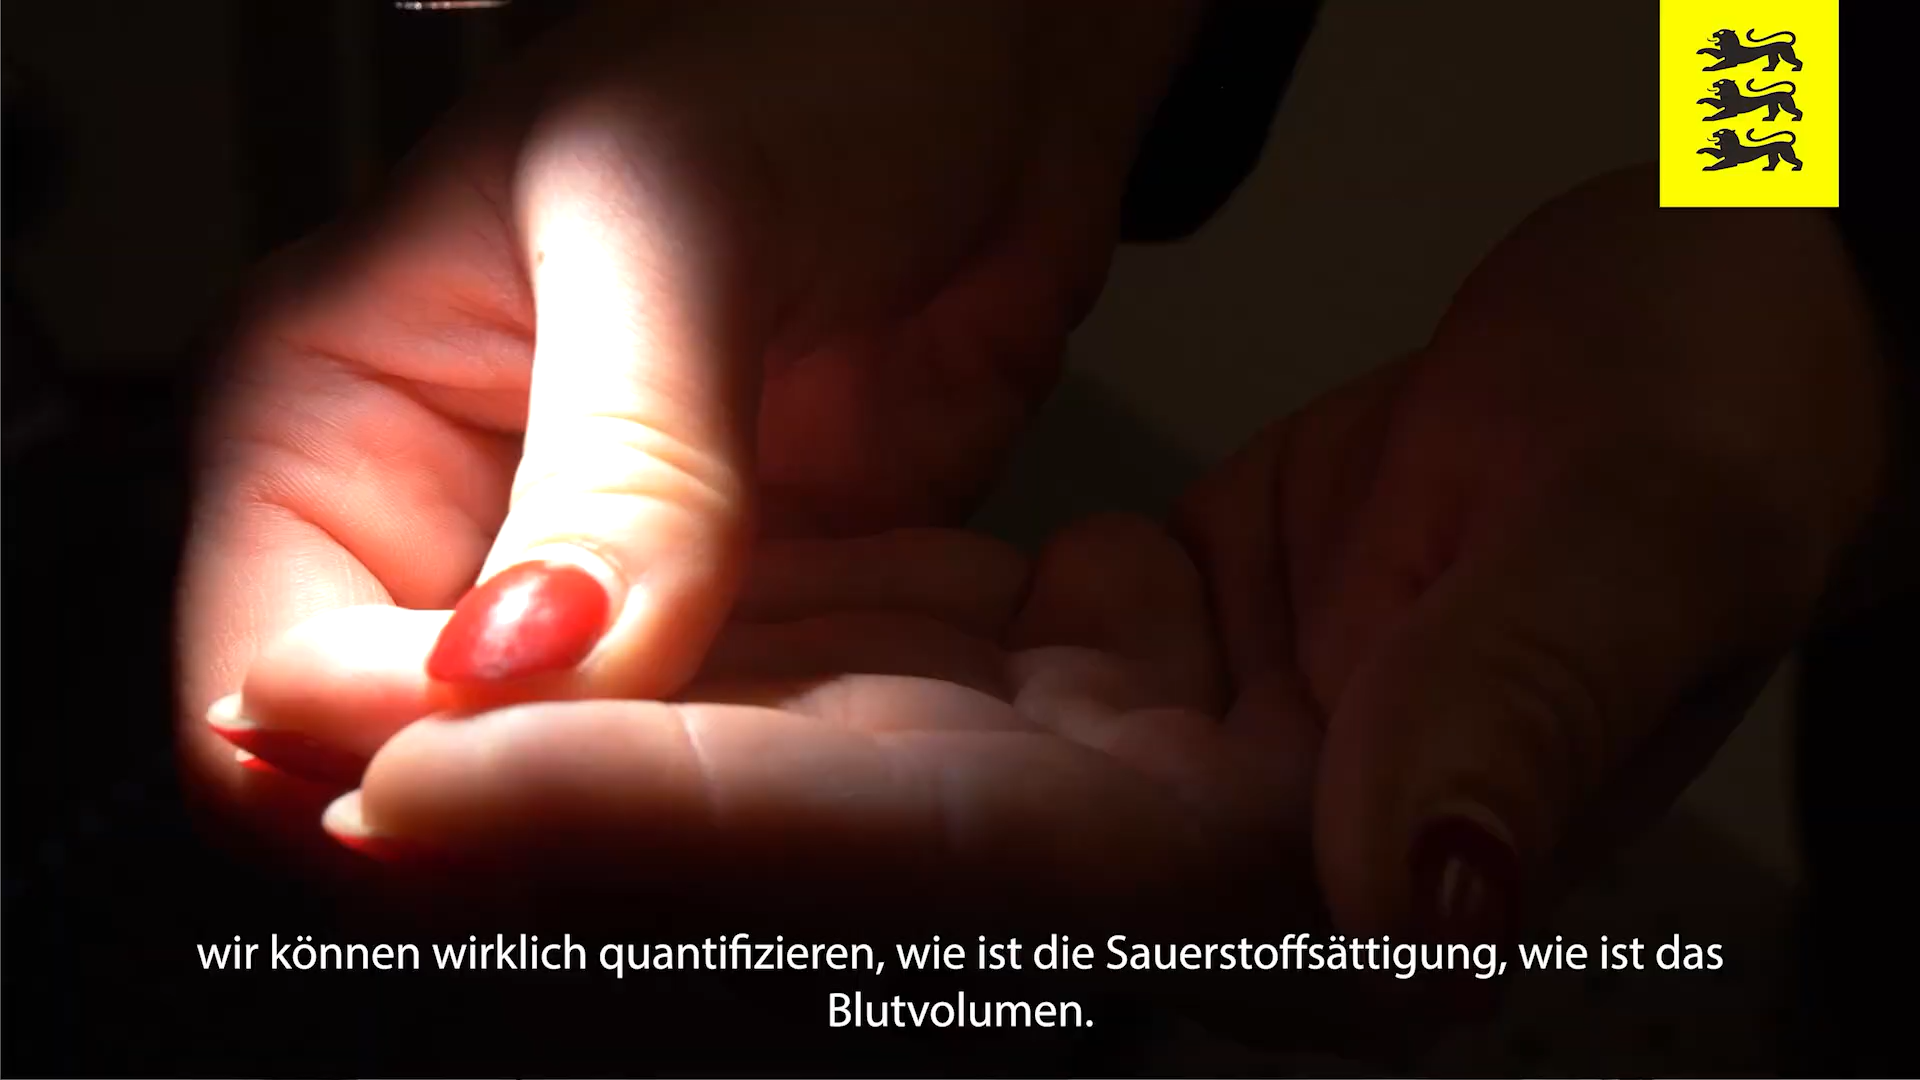 wir können wirklich quantifizieren, wie ist die Sauerstoffsättigung, wie ist das
Blutvolumen.